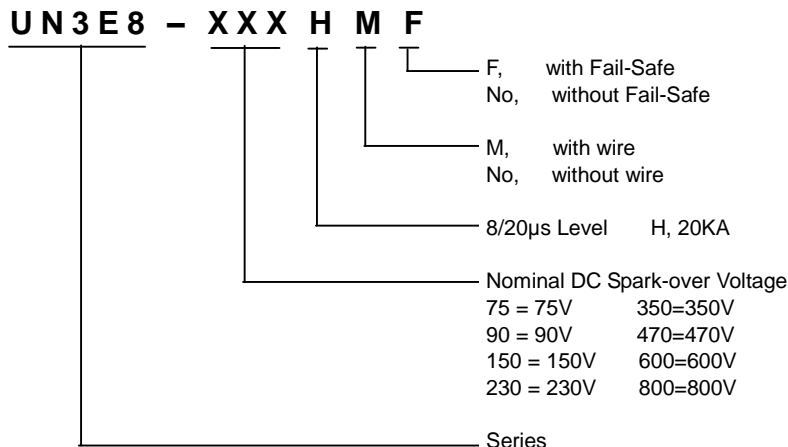 UN3E8 – XXX H M F
F, with Fail-Safe
No, without Fail-Safe
M, with wire
No, without wire
8/20µs Level H, 20KA
Nominal DC Spark-over Voltage
75 = 75V 350=350V
90 = 90V 470=470V
150 = 150V 600=600V
230 = 230V 800=800V
Series